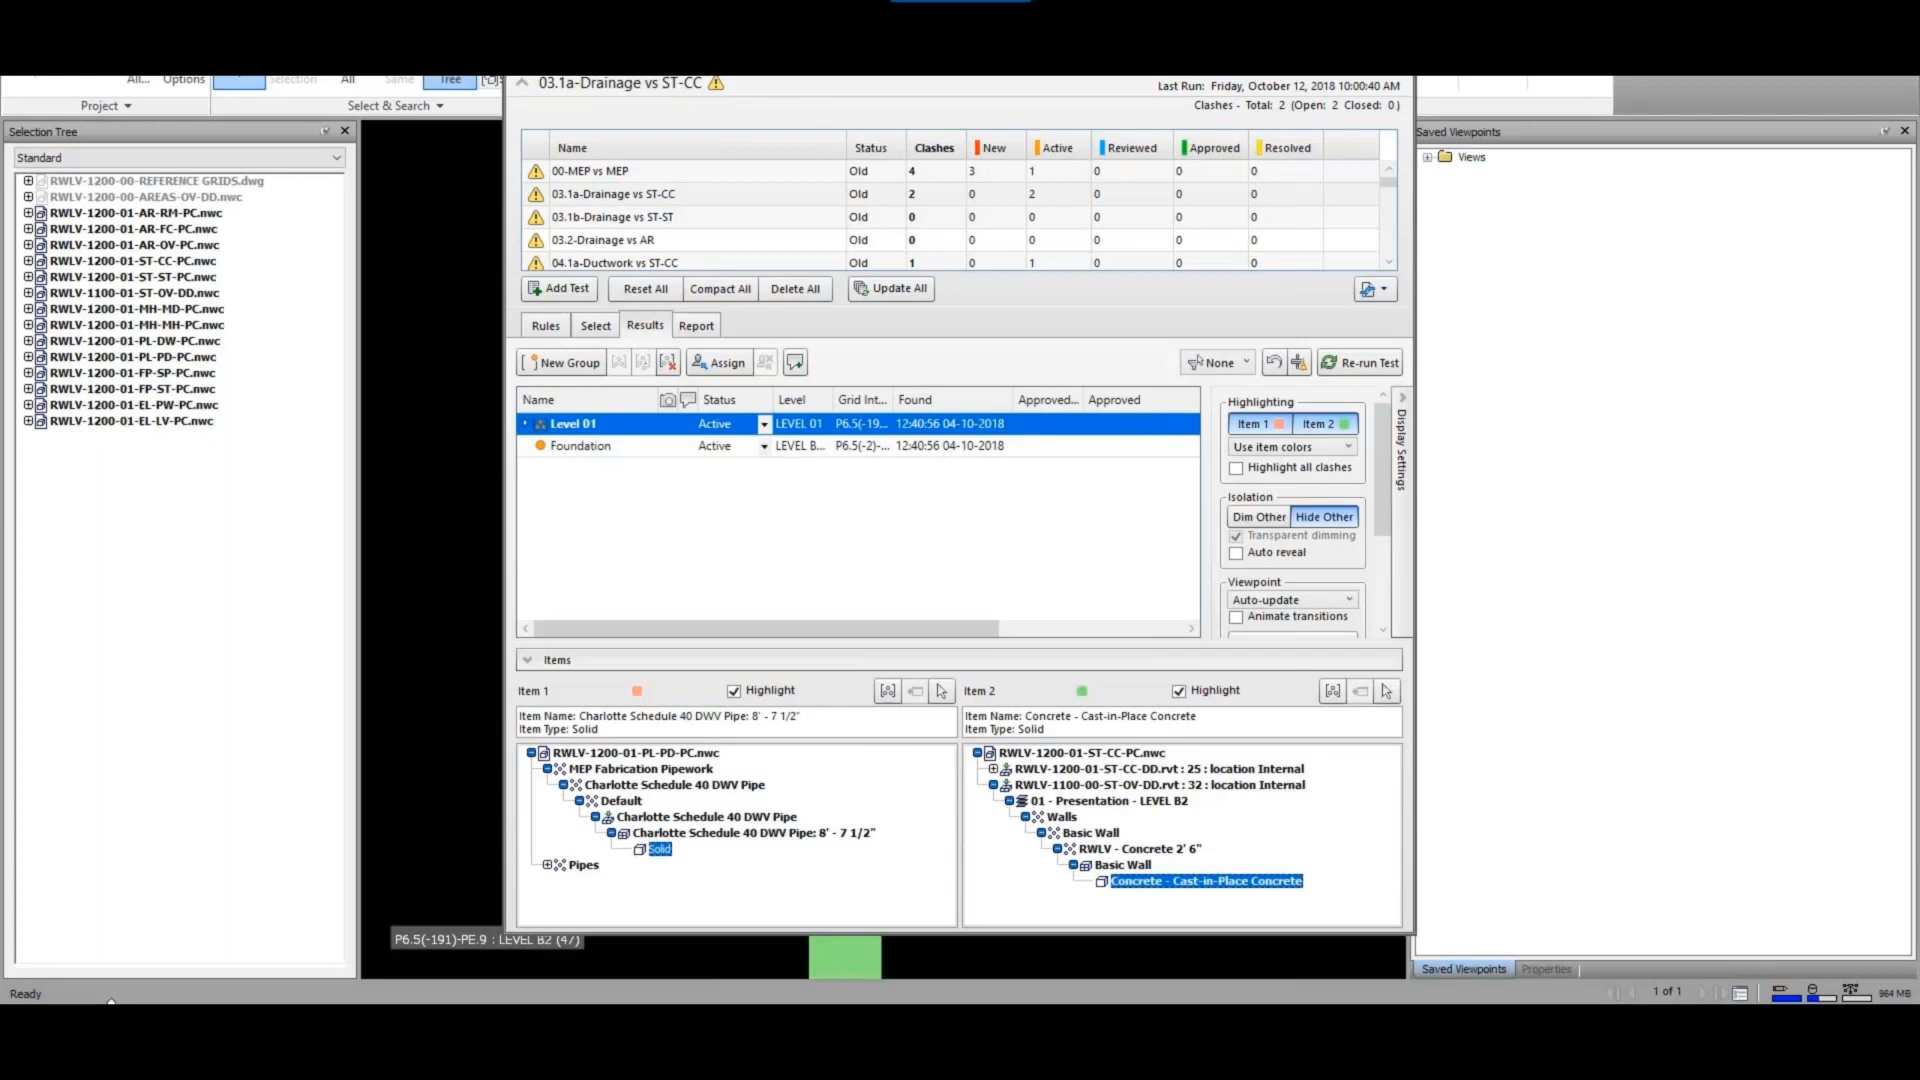 All... Options Selection All Same Tree
Project Select & Search
03.1a-Drainage vs ST-CC
Last Run: Friday, October 12, 2018 10:00:40 AM
Clashes - Total: 2 (Open: 2 Closed: 0)
Selection Tree
Standard
RWLV-1200-00-REFERENCE GRIDS.dwg
RWLV-1200-00-AREAS-OV-DD.nwc
RWLV-1200-01-AR-RM-PC.nwc
RWLV-1200-01-AR-FC-PC.nwc
RWLV-1200-01-AR-OV-PC.nwc
RWLV-1200-01-ST-CC-PC.nwc
RWLV-1200-01-ST-ST-PC.nwc
RWLV-1100-01-ST-OV-DD.nwc
RWLV-1200-01-MH-MD-PC.nwc
RWLV-1200-01-MH-MH-PC.nwc
RWLV-1200-01-PL-DW-PC.nwc
RWLV-1200-01-PL-PD-PC.nwc
RWLV-1200-01-FP-SP-PC.nwc
RWLV-1200-01-FP-ST-PC.nwc
RWLV-1200-01-EL-PW-PC.nwc
RWLV-1200-01-EL-LV-PC.nwc
Name Status Clashes New Active Reviewed Approved Resolved
00-MEP vs MEP Old 4 3 1 0 0 0
03.1a-Drainage vs ST-CC Old 2 0 2 0 0 0
03.1b-Drainage vs ST-ST Old 0 0 0 0 0 0
03.2-Drainage vs AR Old 0 0 0 0 0 0
04.1a-Ductwork vs ST-CC Old 1 0 1 0 0 0
Add Test Reset All Compact All Delete All Update All
Rules Select Results Report
New Group Assign None Re-run Test
Name Status Level Grid Int... Found Approved... Approved
Level 01 Active LEVEL 01 P6.5(-19... 12:40:56 04-10-2018
Foundation Active LEVEL B... P6.5(-2)-... 12:40:56 04-10-2018
Highlighting
Item 1 Item 2
Use item colors
Highlight all clashes
Isolation
Dim Other Hide Other
Transparent dimming
Auto reveal
Viewpoint
Auto-update
Animate transitions
Display Settings
Items
Item 1 Highlight
Item Name: Charlotte Schedule 40 DWV Pipe: 8' - 7 1/2"
Item Type: Solid
RWLV-1200-01-PL-PD-PC.nwc
MEP Fabrication Pipework
Charlotte Schedule 40 DWV Pipe
Default
Charlotte Schedule 40 DWV Pipe
Charlotte Schedule 40 DWV Pipe: 8' - 7 1/2"
Solid
Pipes
Item 2 Highlight
Item Name: Concrete - Cast-in-Place Concrete
Item Type: Solid
RWLV-1200-01-ST-CC-PC.nwc
RWLV-1200-01-ST-CC-DD.rvt : 25 : location Internal
RWLV-1100-00-ST-OV-DD.rvt : 32 : location Internal
01 - Presentation - LEVEL B2
Walls
Basic Wall
RWLV - Concrete 2' 6"
Basic Wall
Concrete - Cast-in-Place Concrete
P6.5(-191)-PE.9 : LEVEL B2 (47)
Saved Viewpoints
Views
Saved Viewpoints Properties
Ready
1 of 1
964 MB